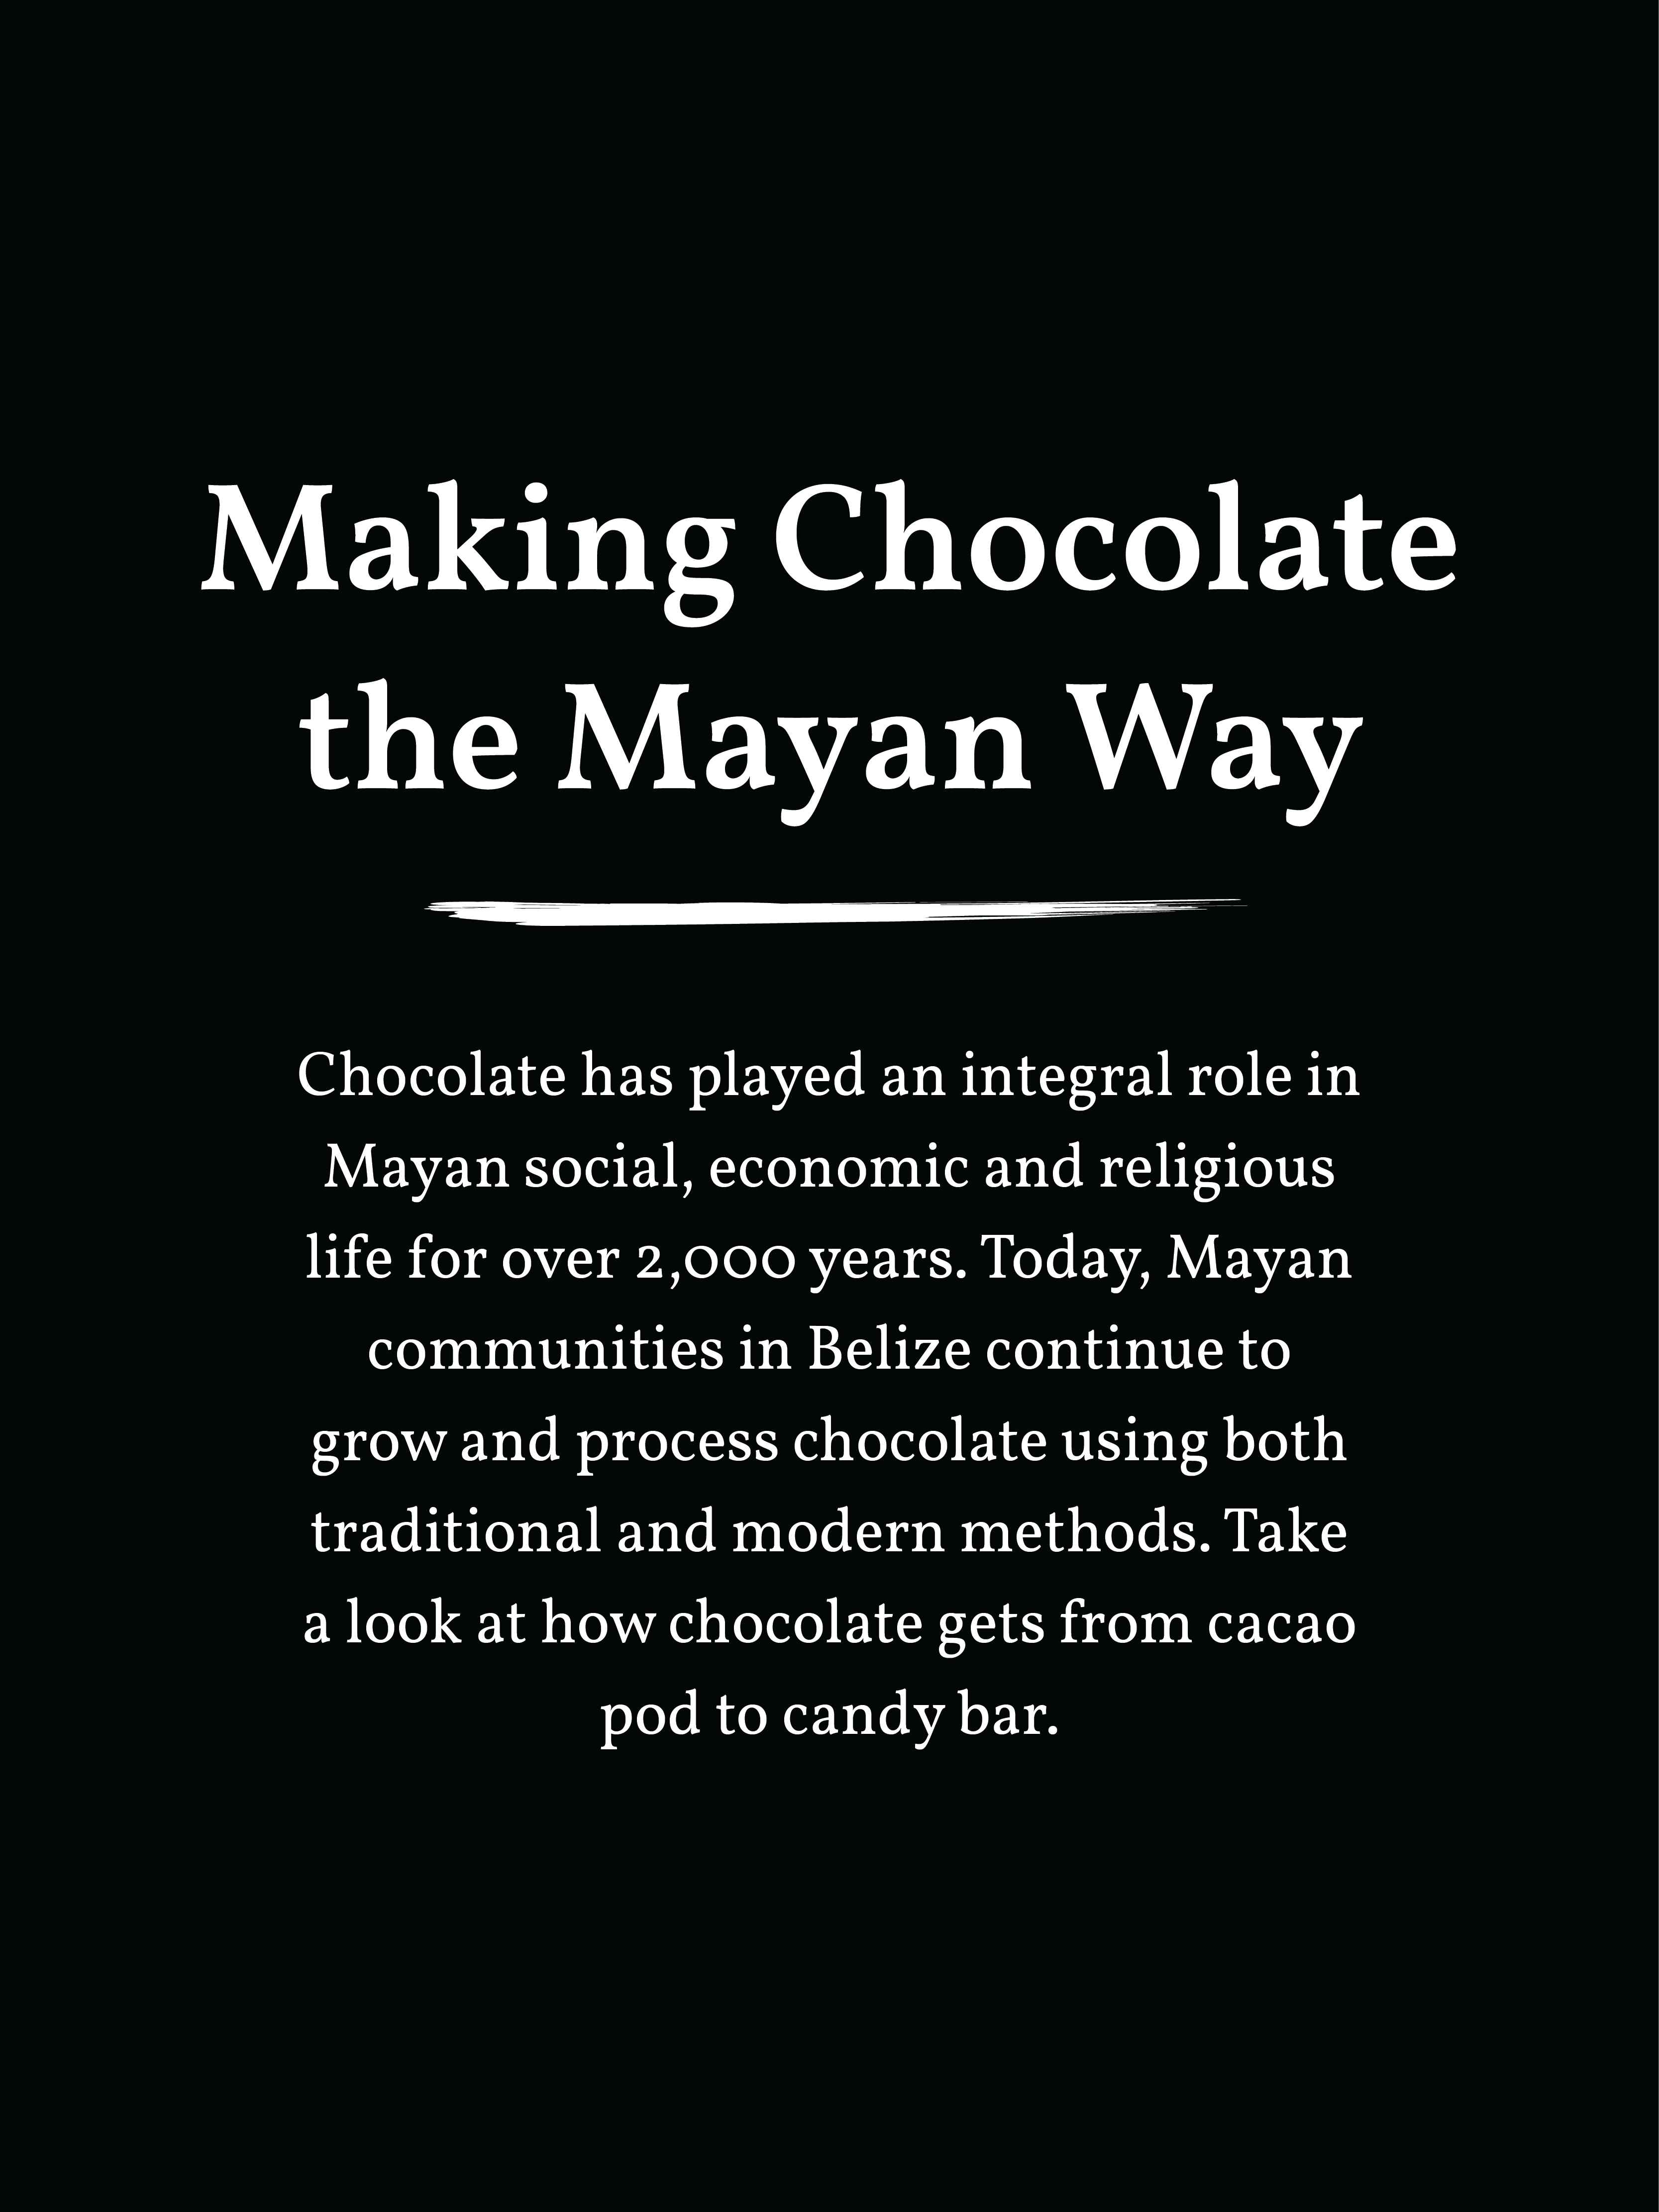 Making Chocolate
the Mayan Way
Chocolate has played an integral role in
Mayan social, economic and religious
life for over 2,000 years. Today, Mayan
communities in Belize continue to
grow and process chocolate using both
traditional and modern methods. Take
a look at how chocolate gets from cacao
pod to candy bar.